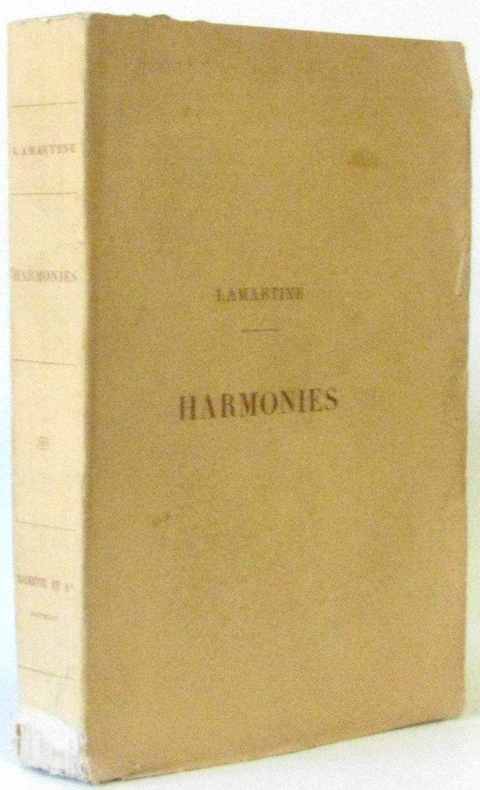 LAMARTINE
HARMONIES
LAMARTINE
HARMONIES
HACHETTE ET Cie